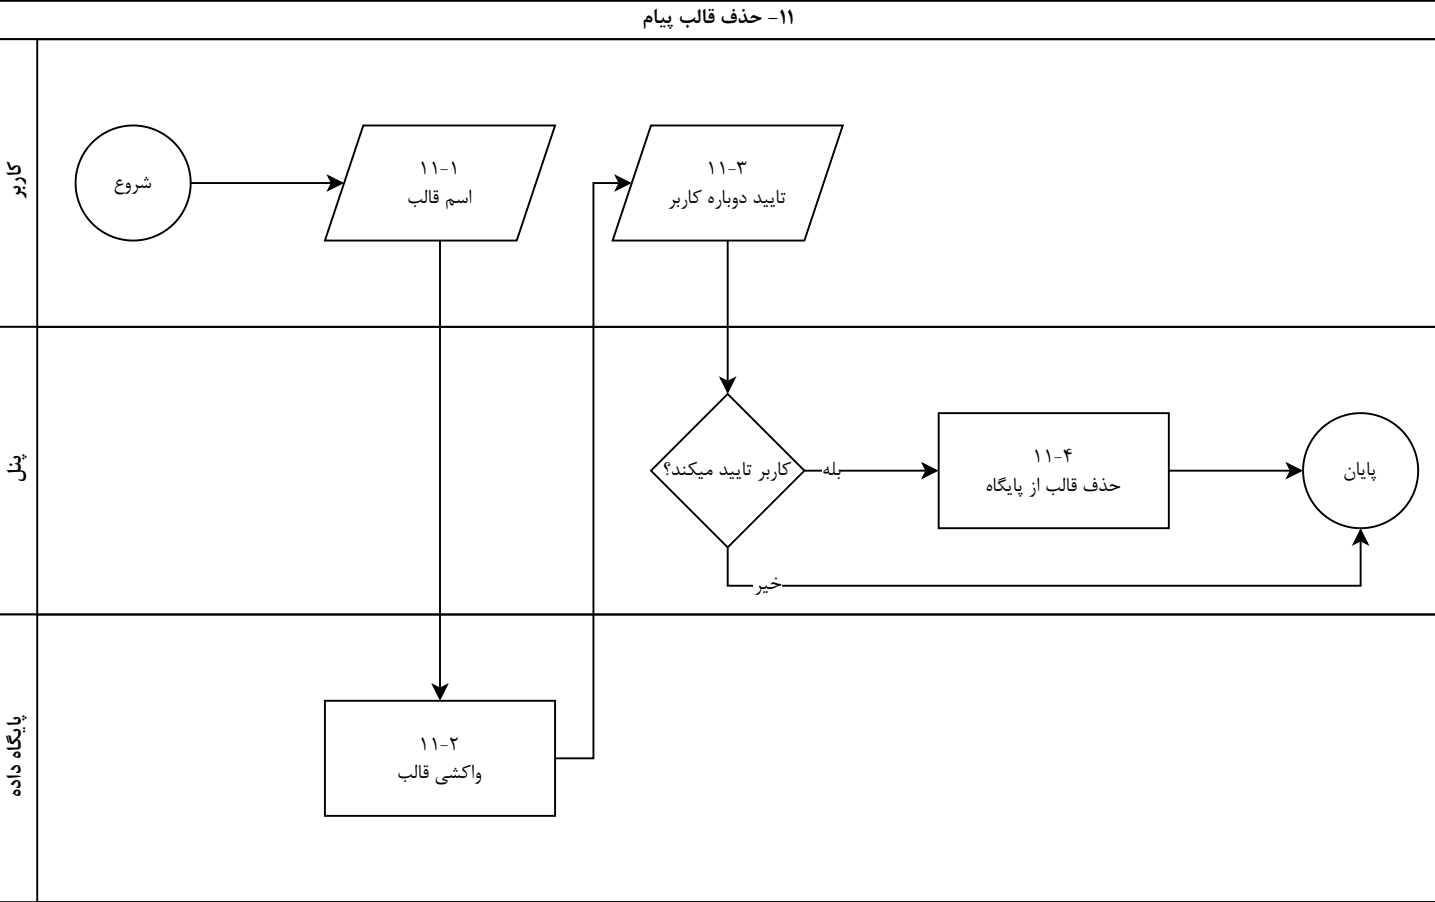 ۱۱- حذف قالب پیام
کاربر
شروع
۱۱-۱
اسم قالب
۱۱-۳
تایید دوباره کاربر
پنل
کاربر تایید میکند؟
بله
۱۱-۴
حذف قالب از پایگاه
پایان
خیر
پایگاه داده
۱۱-۲
واکشی قالب